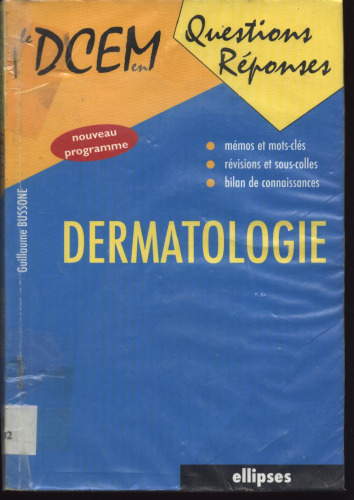 le
DCEM
en
Questions
Réponses
nouveau
programme
mémos et mots-clés
révisions et sous-colles
bilan de connaissances
Guillaume BUSSONE
DERMATOLOGIE
ellipses